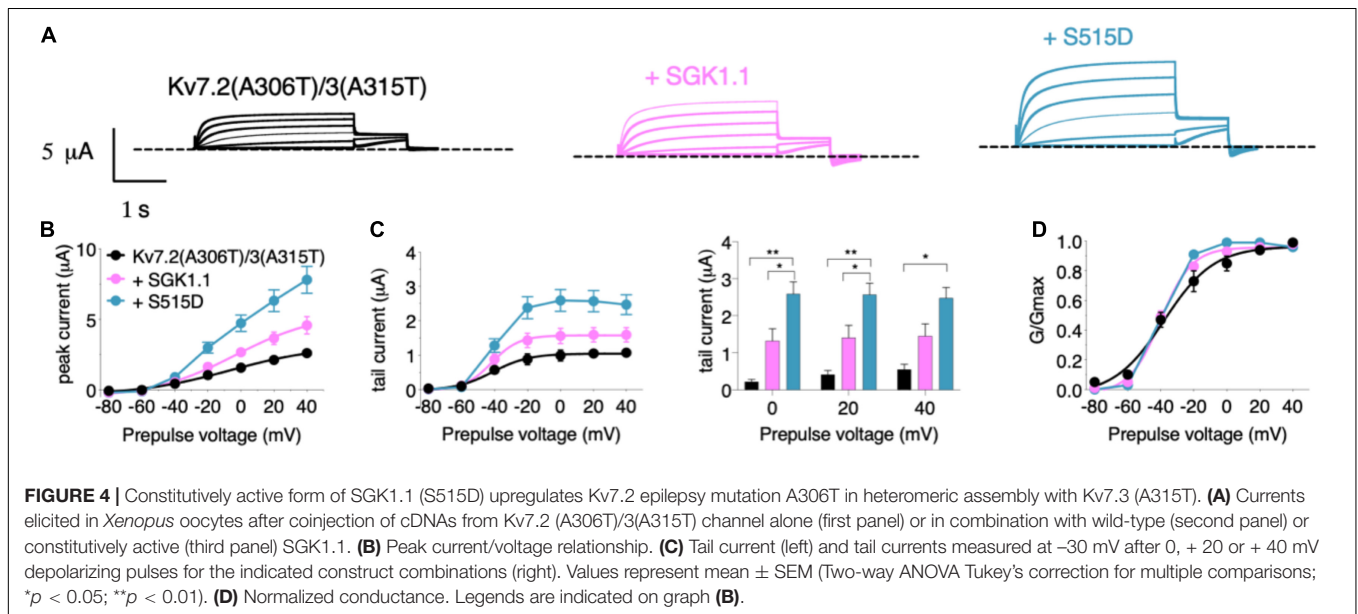 A
Kv7.2(A306T)/3(A315T)
+ SGK1.1
+ S515D
5 μA
1 s
B
peak current (μA)
10
5
0
-80 -60 -40 -20 0 20 40
Prepulse voltage (mV)
Kv7.2(A306T)/3(A315T)
+ SGK1.1
+ S515D
C
tail current (μA)
4
3
2
1
0
-80 -60 -40 -20 0 20 40
Prepulse voltage (mV)
tail current (μA)
4
3
2
1
0
** ** *
* *
0 20 40
Prepulse voltage (mV)
D
G/Gmax
1.0
0.8
0.6
0.4
0.2
0.0
-80 -60 -40 -20 0 20 40
Prepulse voltage (mV)
FIGURE 4 | Constitutively active form of SGK1.1 (S515D) upregulates Kv7.2 epilepsy mutation A306T in heteromeric assembly with Kv7.3 (A315T). (A) Currents
elicited in Xenopus oocytes after coinjection of cDNAs from Kv7.2 (A306T)/3(A315T) channel alone (first panel) or in combination with wild-type (second panel) or
constitutively active (third panel) SGK1.1. (B) Peak current/voltage relationship. (C) Tail current (left) and tail currents measured at –30 mV after 0, + 20 or + 40 mV
depolarizing pulses for the indicated construct combinations (right). Values represent mean ± SEM (Two-way ANOVA Tukey's correction for multiple comparisons;
*p < 0.05; **p < 0.01). (D) Normalized conductance. Legends are indicated on graph (B).